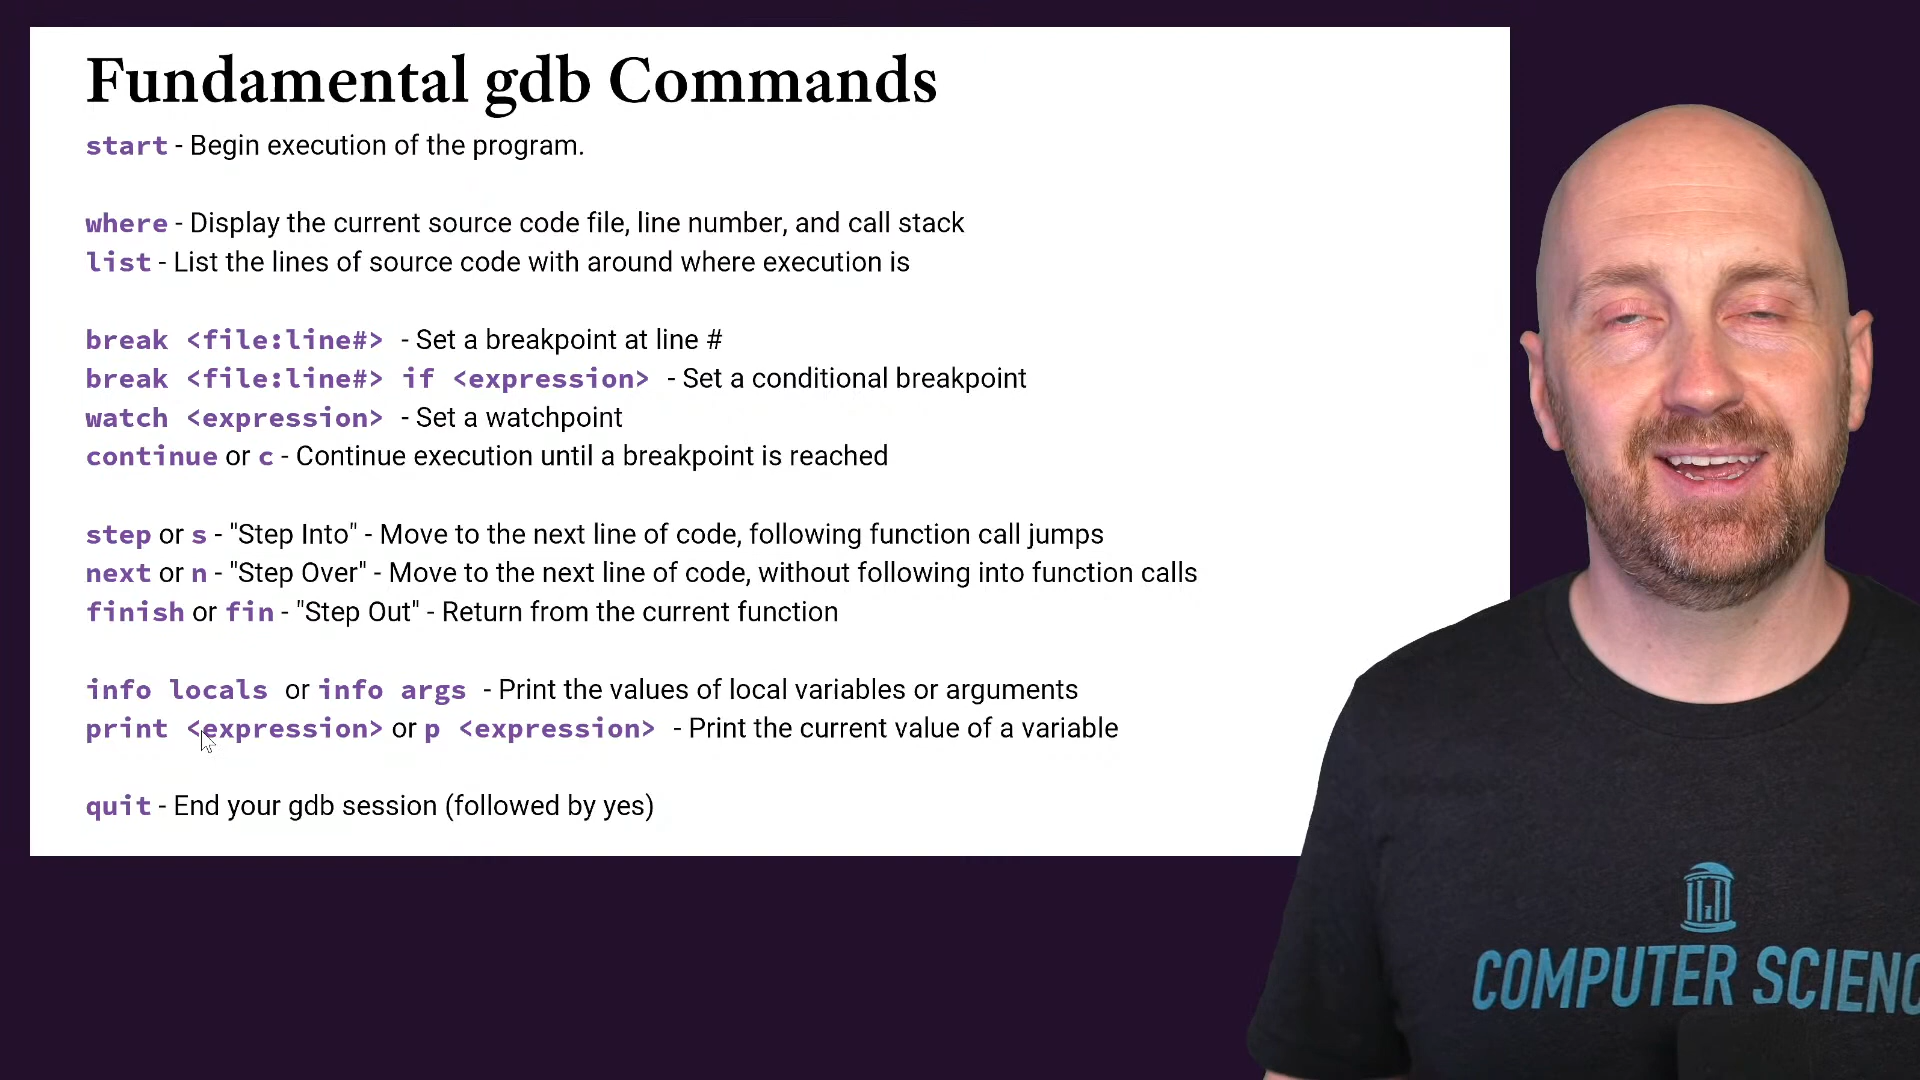 Fundamental gdb Commands
start - Begin execution of the program.
where - Display the current source code file, line number, and call stack
list - List the lines of source code with around where execution is
break <file:line#> - Set a breakpoint at line #
break <file:line#> if <expression> - Set a conditional breakpoint
watch <expression> - Set a watchpoint
continue or c - Continue execution until a breakpoint is reached
step or s - "Step Into" - Move to the next line of code, following function call jumps
next or n - "Step Over" - Move to the next line of code, without following into function calls
finish or fin - "Step Out" - Return from the current function
info locals or info args - Print the values of local variables or arguments
print <expression> or p <expression> - Print the current value of a variable
quit - End your gdb session (followed by yes)
COMPUTER SCIENC